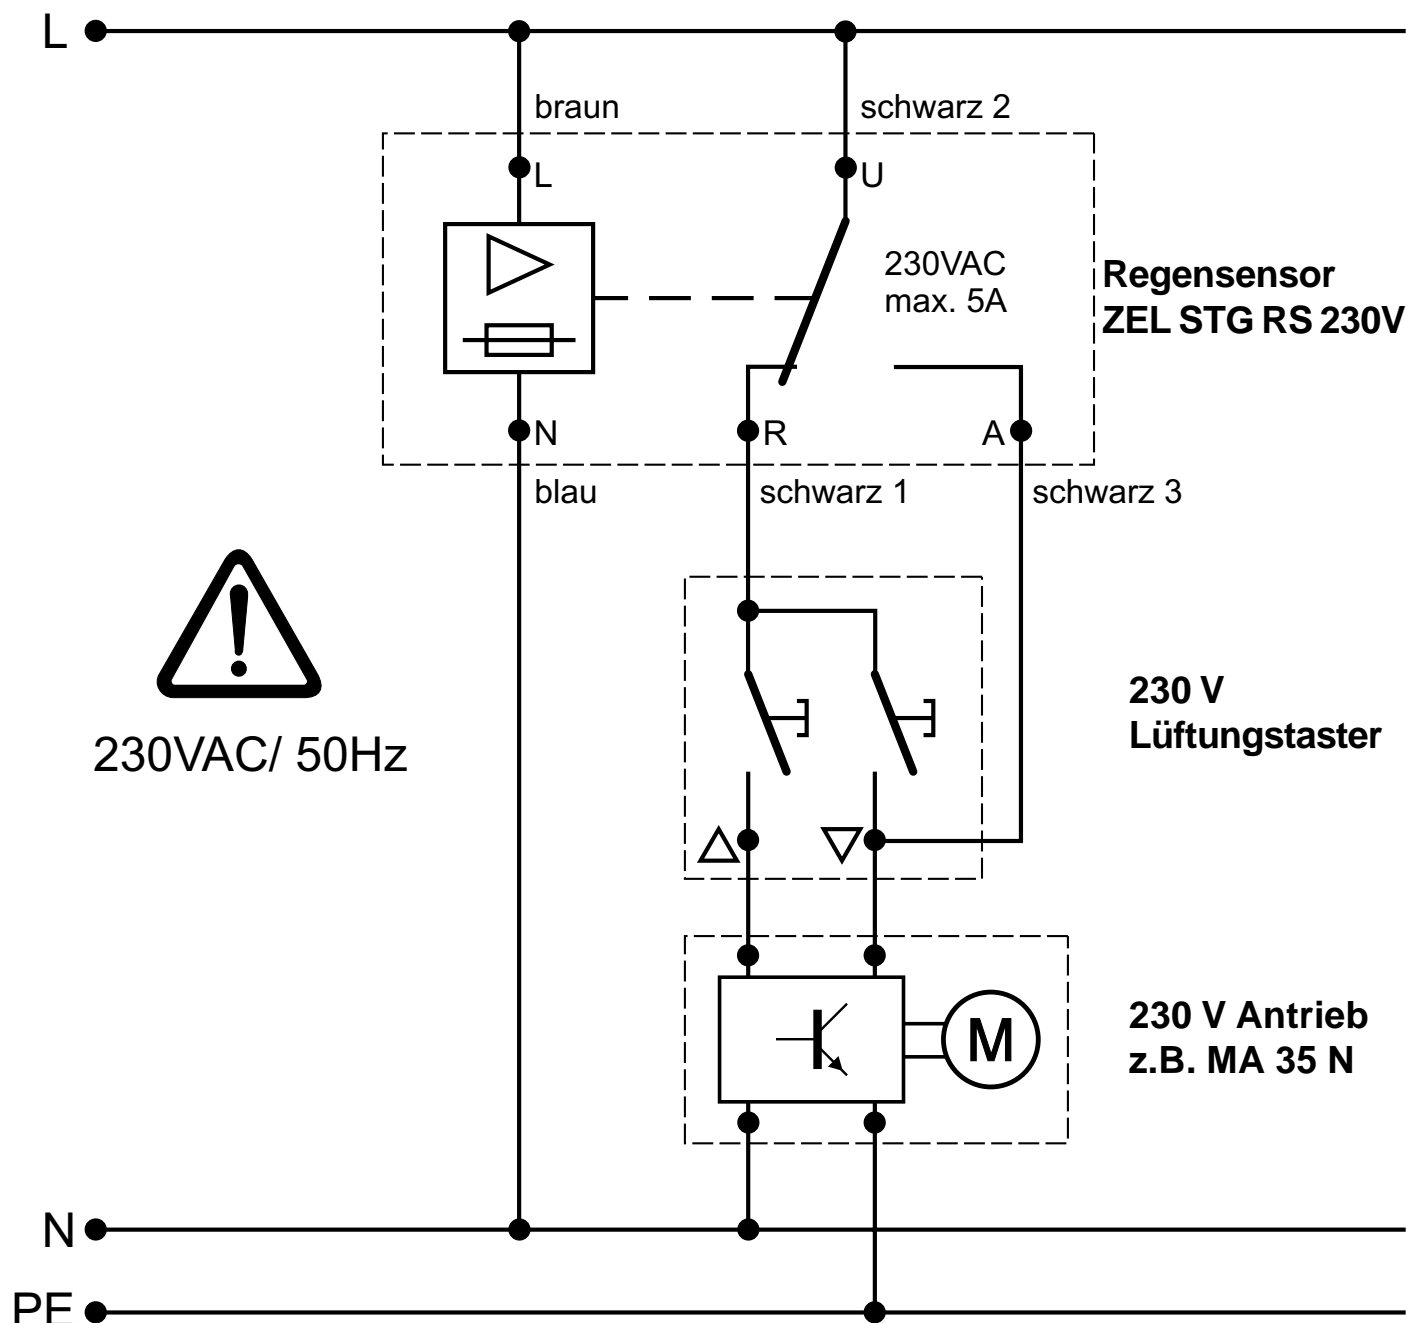 L
braun
schwarz 2
L
U
230VAC
max. 5A
Regensensor
ZEL STG RS 230V
N
R
A
blau
schwarz 1
schwarz 3
230VAC/ 50Hz
230 V
Lüftungstaster
230 V Antrieb
z.B. MA 35 N
M
N
PE